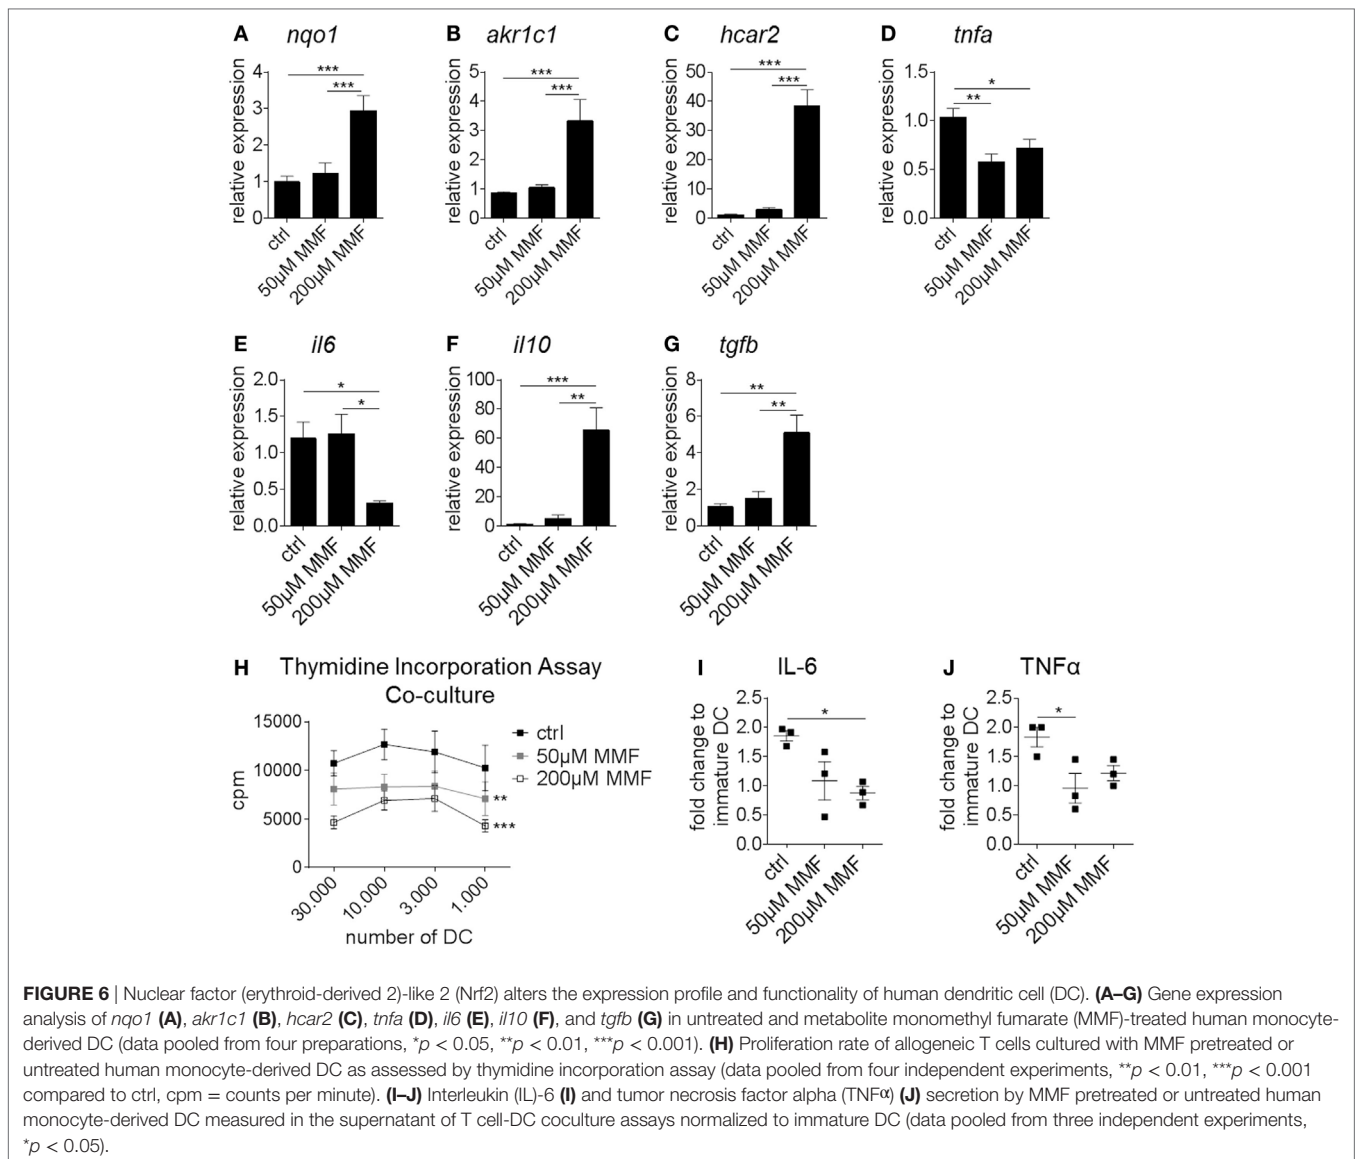 A nqo1
relative expression
4
3
2
1
0
*** 
***
ctrl
50µM MMF
200µM MMF
B akr1c1
relative expression
5
4
3
2
1
0
***
***
ctrl
50µM MMF
200µM MMF
C hcar2
relative expression
50
40
30
20
10
0
***
***
ctrl
50µM MMF
200µM MMF
D tnfa
relative expression
1.5
1.0
0.5
0.0
*
**
ctrl
50µM MMF
200µM MMF
E il6
relative expression
2.0
1.5
1.0
0.5
0.0
*
*
ctrl
50µM MMF
200µM MMF
F il10
relative expression
100
80
60
40
20
0
***
**
ctrl
50µM MMF
200µM MMF
G tgfb
relative expression
8
6
4
2
0
**
**
ctrl
50µM MMF
200µM MMF
H Thymidine Incorporation Assay
Co-culture
cpm
15000
10000
5000
0
ctrl
50µM MMF
200µM MMF
**
***
30.000
10.000
3.000
1.000
number of DC
I IL-6
fold change to
immature DC
2.5
2.0
1.5
1.0
0.5
0.0
*
ctrl
50µM MMF
200µM MMF
J TNFα
fold change to
immature DC
2.5
2.0
1.5
1.0
0.5
0.0
*
ctrl
50µM MMF
200µM MMF
FIGURE 6 | Nuclear factor (erythroid-derived 2)-like 2 (Nrf2) alters the expression profile and functionality of human dendritic cell (DC). (A–G) Gene expression
analysis of nqo1 (A), akr1c1 (B), hcar2 (C), tnfa (D), il6 (E), il10 (F), and tgfb (G) in untreated and metabolite monomethyl fumarate (MMF)-treated human monocyte-
derived DC (data pooled from four preparations, *p < 0.05, **p < 0.01, ***p < 0.001). (H) Proliferation rate of allogeneic T cells cultured with MMF pretreated or
untreated human monocyte-derived DC as assessed by thymidine incorporation assay (data pooled from four independent experiments, **p < 0.01, ***p < 0.001
compared to ctrl, cpm = counts per minute). (I–J) Interleukin (IL)-6 (I) and tumor necrosis factor alpha (TNFα) (J) secretion by MMF pretreated or untreated human
monocyte-derived DC measured in the supernatant of T cell-DC coculture assays normalized to immature DC (data pooled from three independent experiments,
*p < 0.05).